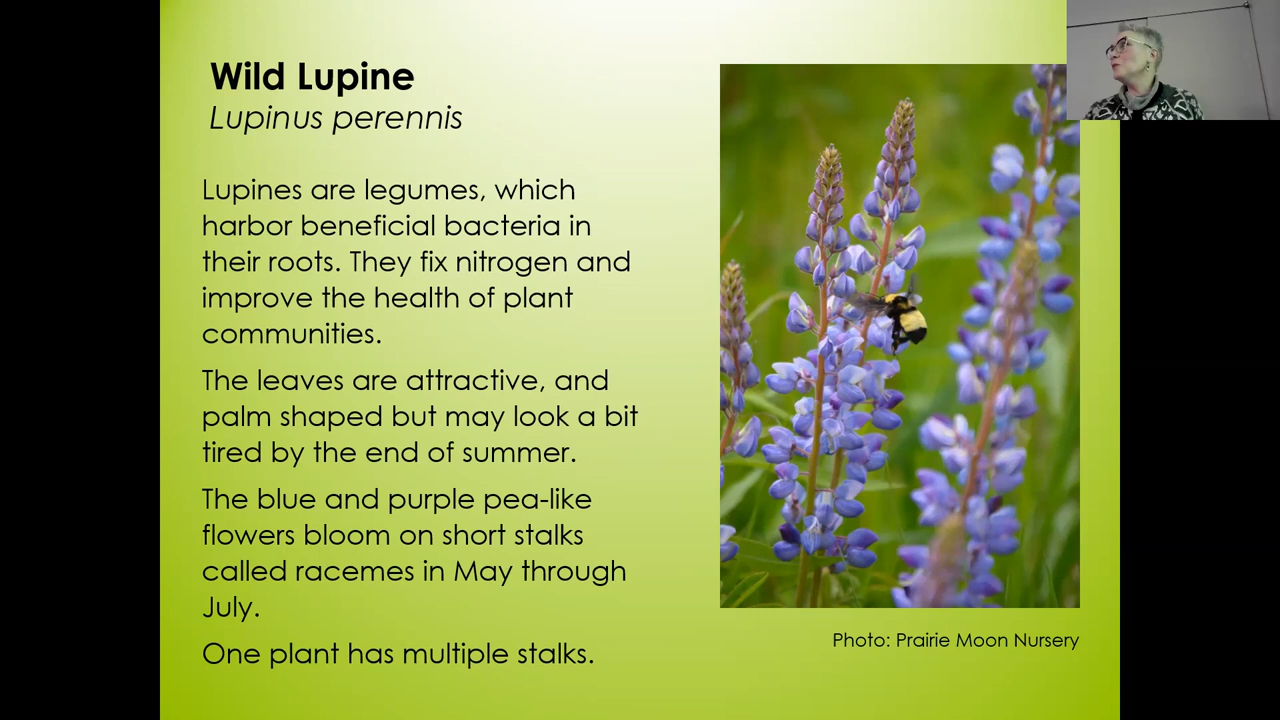 Wild Lupine
Lupinus perennis
Lupines are legumes, which
harbor beneficial bacteria in
their roots. They fix nitrogen and
improve the health of plant
communities.
The leaves are attractive, and
palm shaped but may look a bit
tired by the end of summer.
The blue and purple pea-like
flowers bloom on short stalks
called racemes in May through
July.
One plant has multiple stalks.
Photo: Prairie Moon Nursery